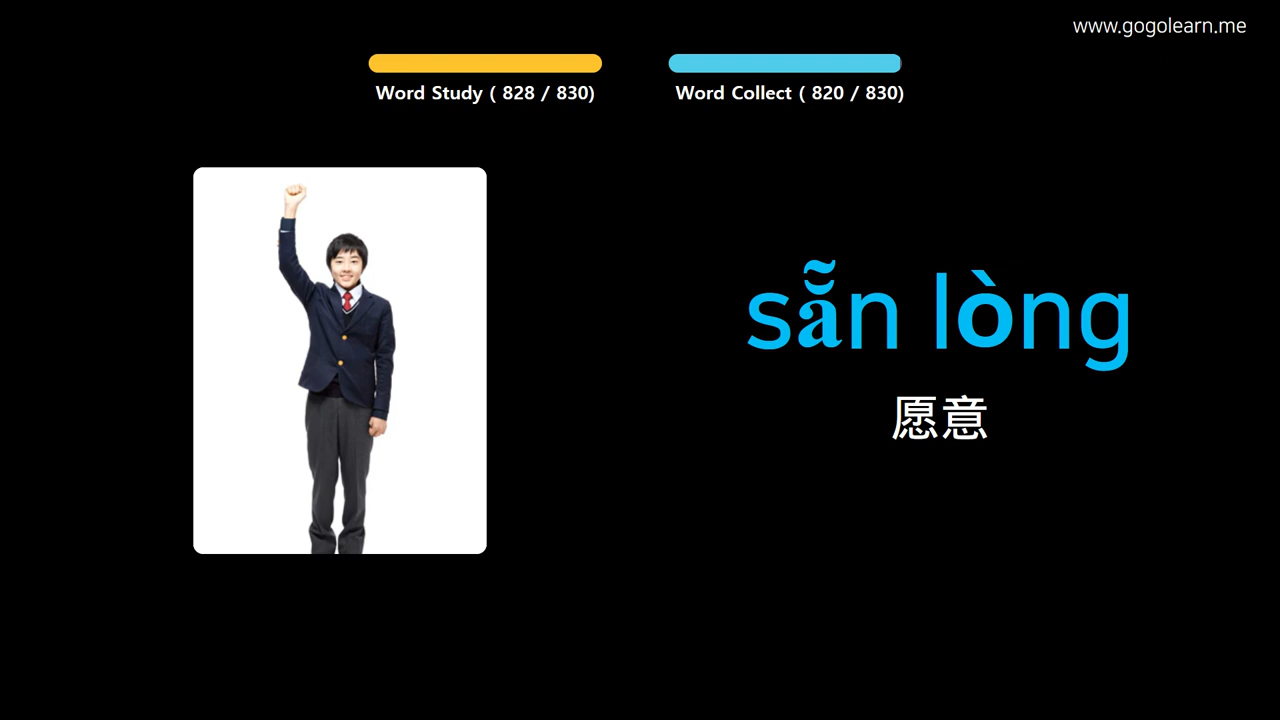 www.gogolearn.me
Word Study ( 828 / 830)
Word Collect ( 820 / 830)
sẵn lòng
愿意